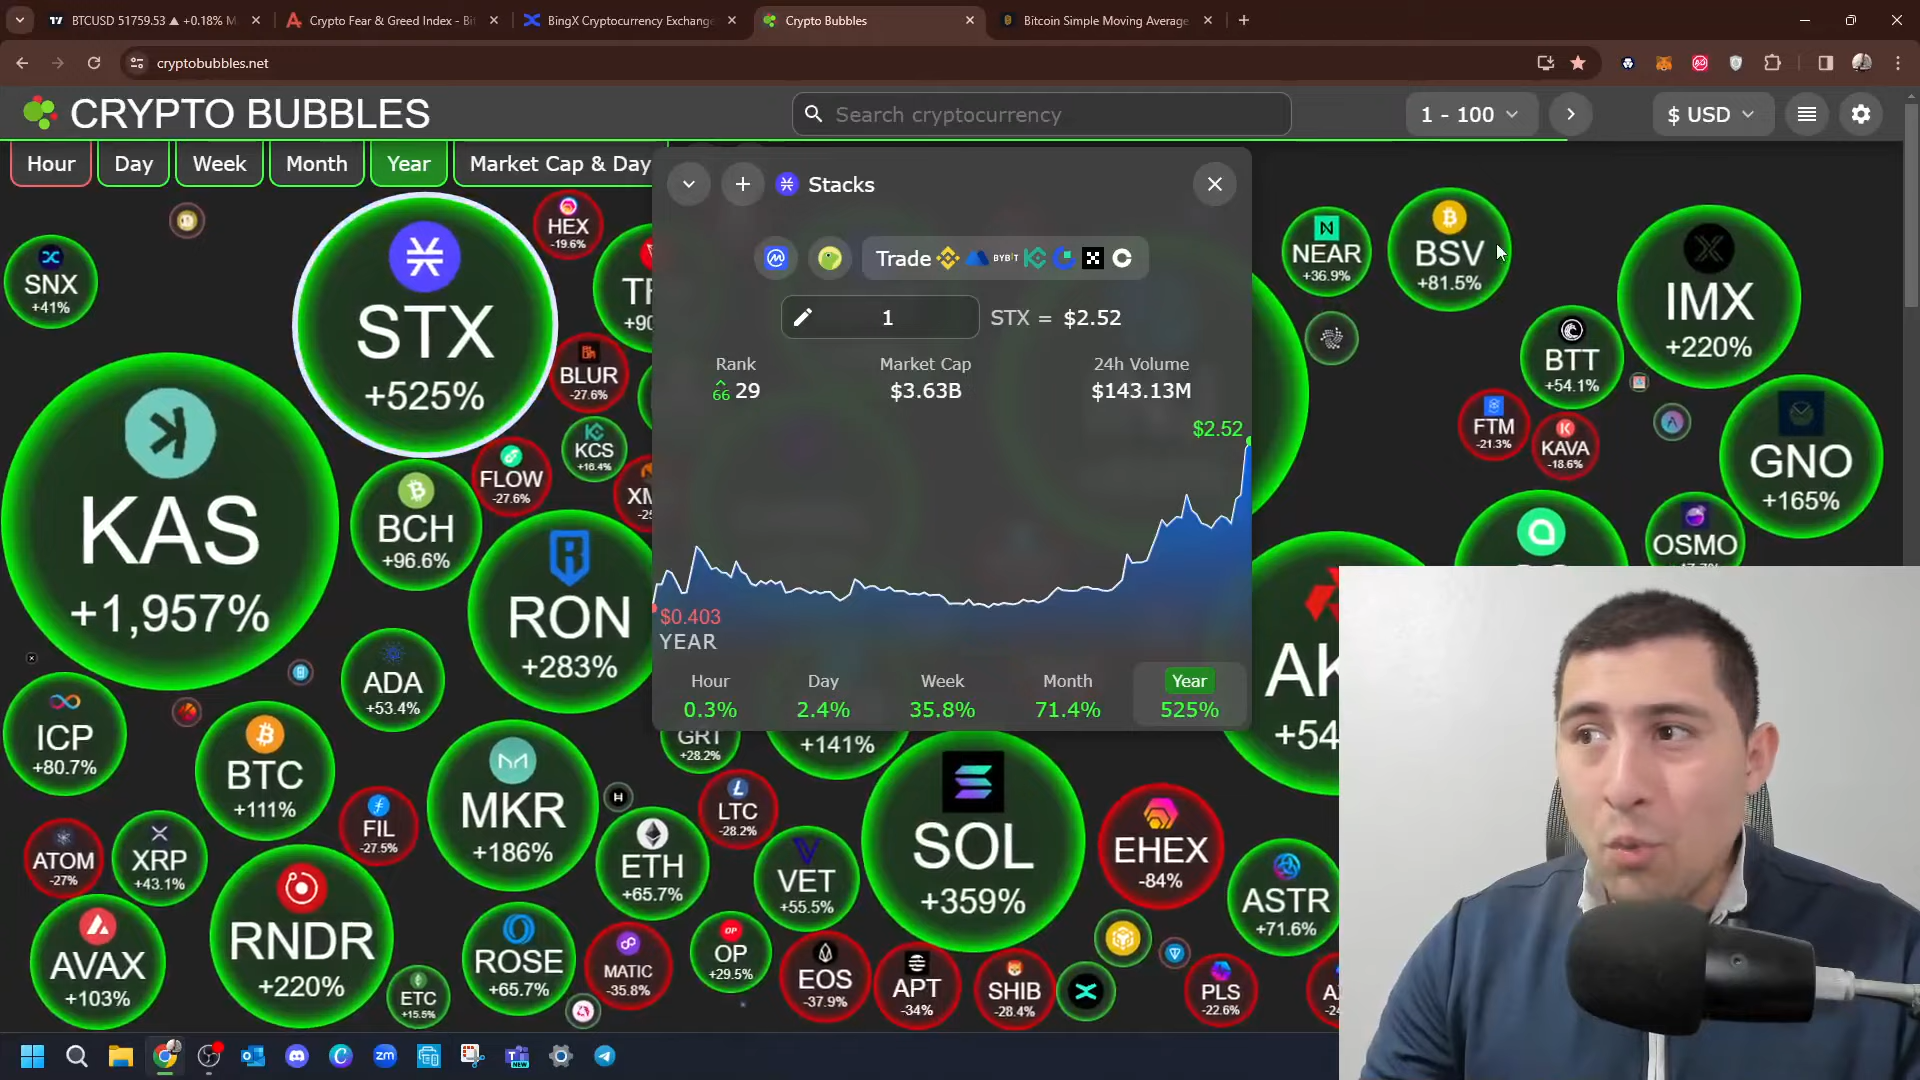 BTCUSD 51759.53 ▲ +0.18% M
Crypto Fear & Greed Index - Bi
BingX Cryptocurrency Exchange
Crypto Bubbles
Bitcoin Simple Moving Average
cryptobubbles.net
CRYPTO BUBBLES
Search cryptocurrency
1 - 100
$ USD
Hour
Day
Week
Month
Year
Market Cap & Day
Stacks
Trade
BYBIT
1
STX = $2.52
Rank
66 29
Market Cap
$3.63B
24h Volume
$143.13M
$2.52
$0.403
YEAR
Hour
0.3%
Day
2.4%
Week
35.8%
Month
71.4%
Year
525%
SNX
+41%
STX
+525%
HEX
-19.6%
TR
+90
BLUR
-27.6%
KCS
+16.4%
FLOW
-27.6%
XM
-25
KAS
+1,957%
BCH
+96.6%
RON
+283%
ADA
+53.4%
ICP
+80.7%
BTC
+111%
MKR
+186%
FIL
-27.5%
ATOM
-27%
XRP
+43.1%
AVAX
+103%
RNDR
+220%
ETC
+15.5%
ROSE
+65.7%
MATIC
-35.8%
ETH
+65.7%
GRT
+28.2%
LTC
-28.2%
+141%
VET
+55.5%
OP
+29.5%
EOS
-37.9%
APT
-34%
SOL
+359%
SHIB
-28.4%
EHEX
-84%
PLS
-22.6%
ASTR
+71.6%
AK
+54
NEAR
+36.9%
BSV
+81.5%
BTT
+54.1%
IMX
+220%
FTM
-21.3%
KAVA
-18.6%
GNO
+165%
OSMO
zm
NEW